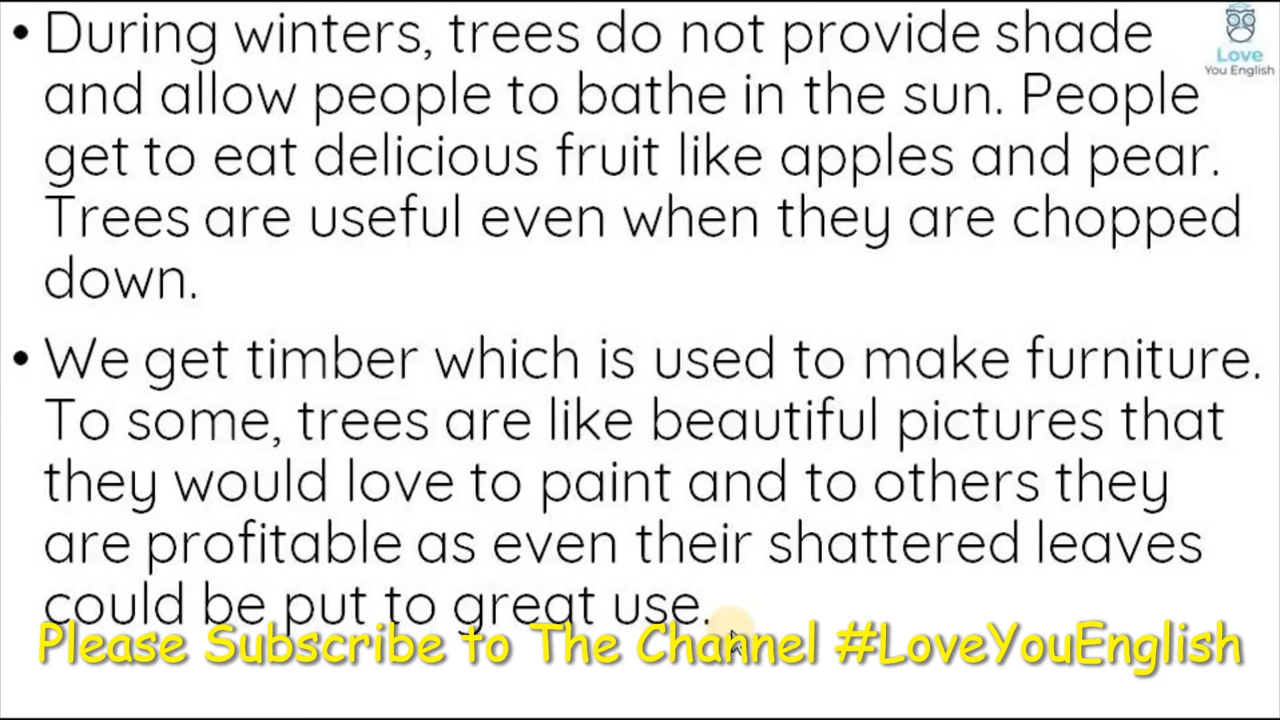 • During winters, trees do not provide shade
and allow people to bathe in the sun. People
get to eat delicious fruit like apples and pear.
Trees are useful even when they are chopped
down.
• We get timber which is used to make furniture.
To some, trees are like beautiful pictures that
they would love to paint and to others they
are profitable as even their shattered leaves
could be put to great use.
Please Subscribe to The Channel #LoveYouEnglish
Love
You English